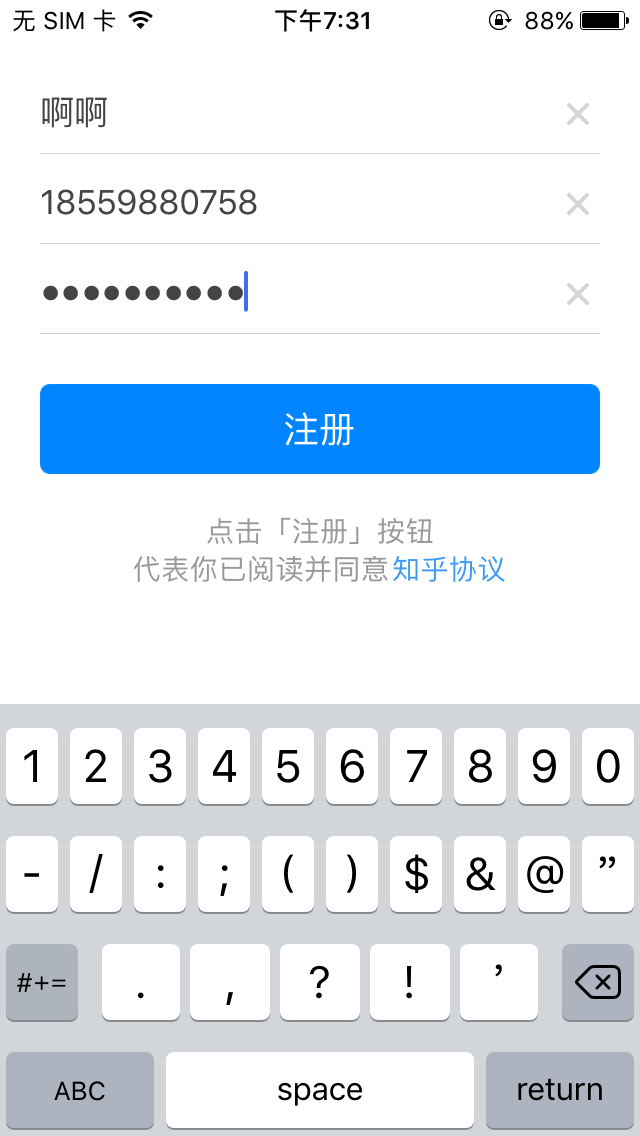 无 SIM 卡 下午7:31 88%
啊啊
18559880758
••••••••••
注册
点击「注册」按钮
代表你已阅读并同意知乎协议
1 2 3 4 5 6 7 8 9 0
- / : ; ( ) $ & @ ”
#+= . , ? ! ’
ABC space return